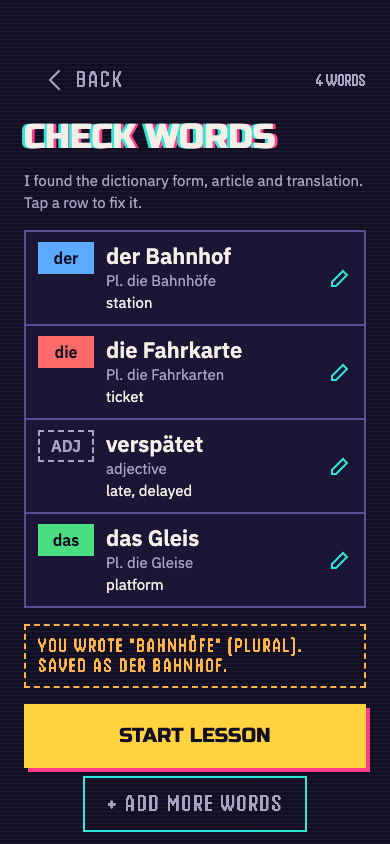 BACK
4 WORDS
CHECK WORDS
I found the dictionary form, article and translation.
Tap a row to fix it.
der
der Bahnhof
Pl. die Bahnhöfe
station
die
die Fahrkarte
Pl. die Fahrkarten
ticket
ADJ
verspätet
adjective
late, delayed
das
das Gleis
Pl. die Gleise
platform
YOU WROTE "BAHNHÖFE" (PLURAL).
SAVED AS DER BAHNHOF.
START LESSON
+ ADD MORE WORDS